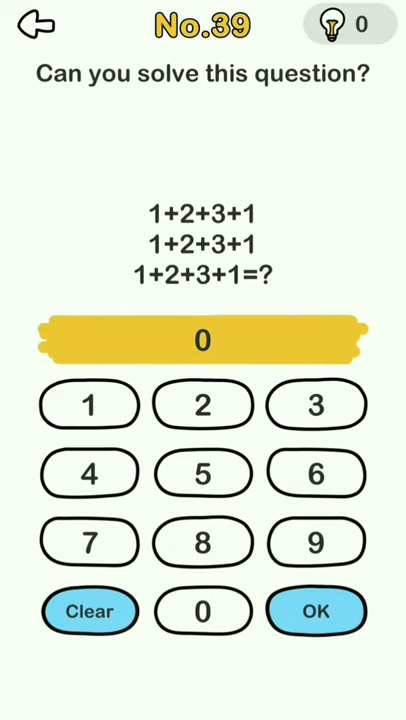 No.39
0
Can you solve this question?
1+2+3+1
1+2+3+1
1+2+3+1=?
0
1 2 3
4 5 6
7 8 9
Clear 0 OK